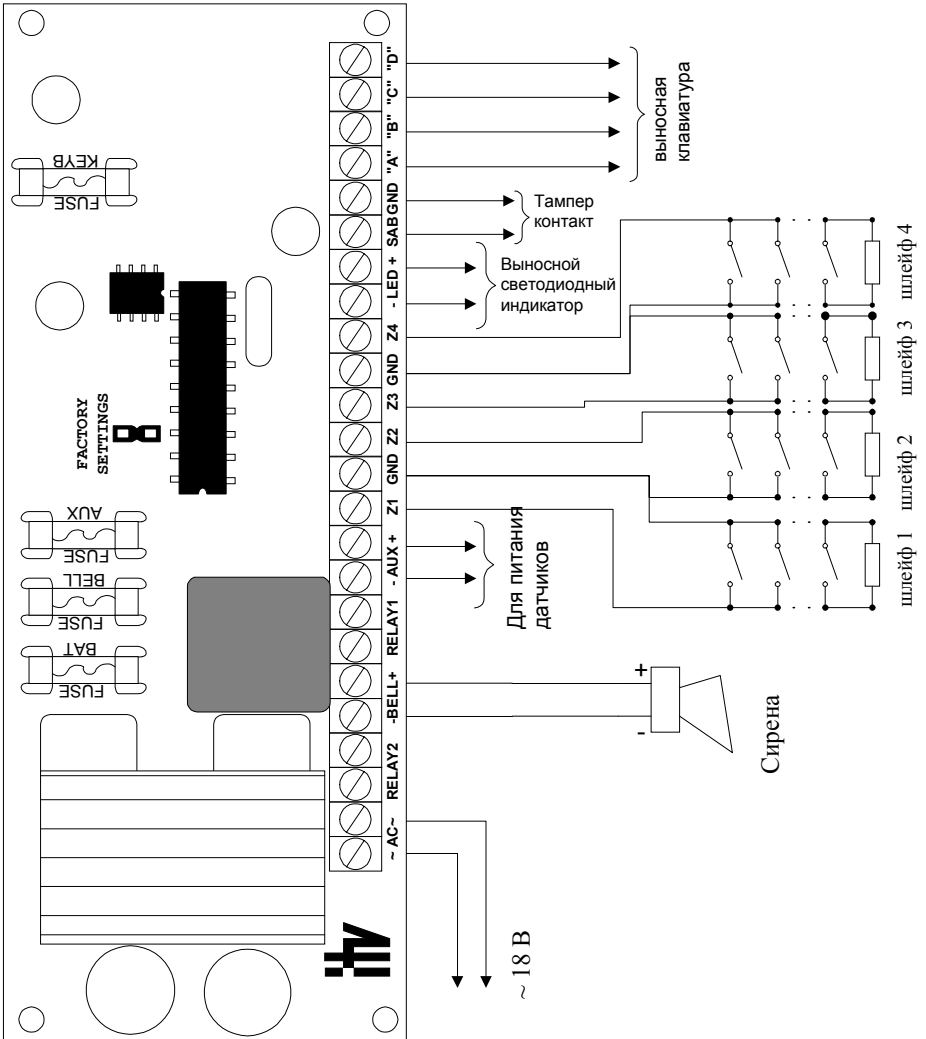 FUSE
KEYB
FACTORY
SETTINGS
FUSE
AUX
FUSE
BELL
FUSE
BAT
"D"
"C"
"B"
"A"
SAB GND
- LED +
Z4
GND
Z3
Z2
GND
Z1
- AUX +
RELAY1
-BELL+
RELAY2
~ AC~
выносная
клавиатура
Тампер
контакт
Выносной
светодиодный
индикатор
Для питания
датчиков
+
-
Сирена
~ 18 В
шлейф 4
шлейф 3
шлейф 2
шлейф 1